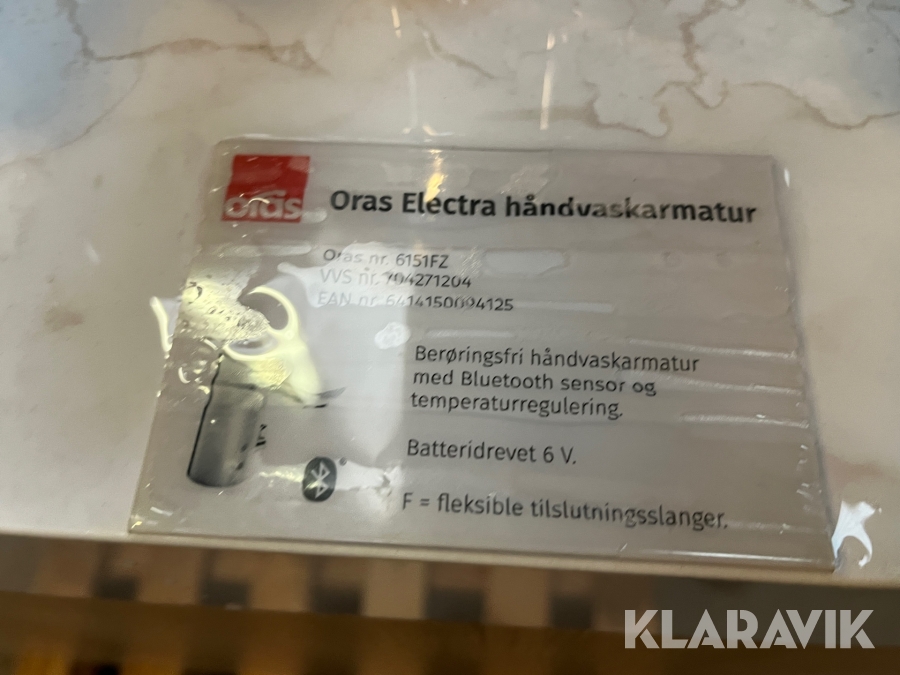 oras
Oras Electra håndvaskarmatur
Oras nr. 6151FZ
VVS nr. 704271204
EAN nr. 6414150094125
Berøringsfri håndvaskarmatur
med Bluetooth sensor og
temperaturregulering.
Batteridrevet 6 V.
F = fleksible tilslutningsslanger.
KLARAVIK